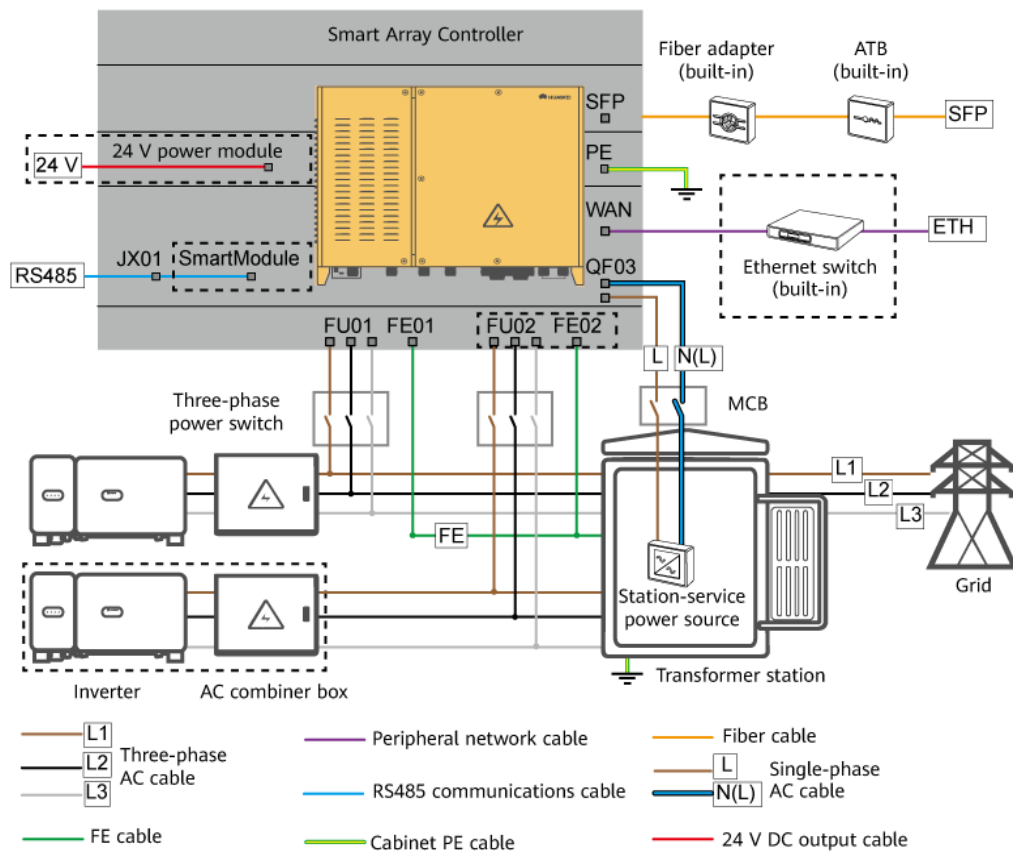 Smart Array Controller
HUAWEI
Fiber adapter
(built-in)
ATB
(built-in)
SFP
SFP
24 V power module
24 V
PE
WAN
ETH
Ethernet switch
(built-in)
RS485
JX01
SmartModule
QF03
FU01
FE01
FU02
FE02
L
N(L)
MCB
Three-phase
power switch
L1
L2
L3
FE
Grid
Station-service
power source
Transformer station
Inverter
AC combiner box
L1
L2
L3
Three-phase
AC cable
Peripheral network cable
Fiber cable
RS485 communications cable
L
N(L)
Single-phase
AC cable
FE cable
Cabinet PE cable
24 V DC output cable